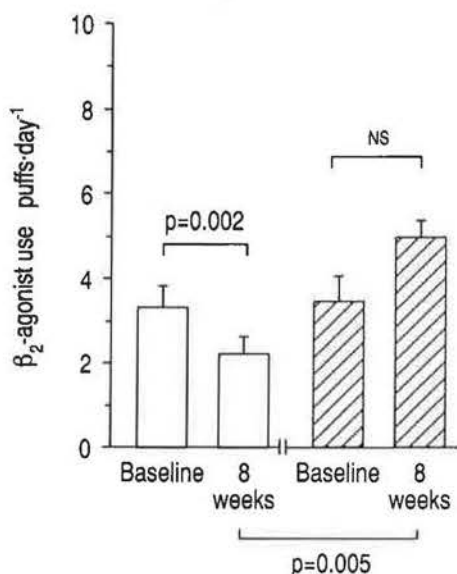 β₂-agonist use puffs·day⁻¹
10
8
6
4
2
0
p=0.002
NS
Baseline
8
weeks
Baseline
8
weeks
p=0.005